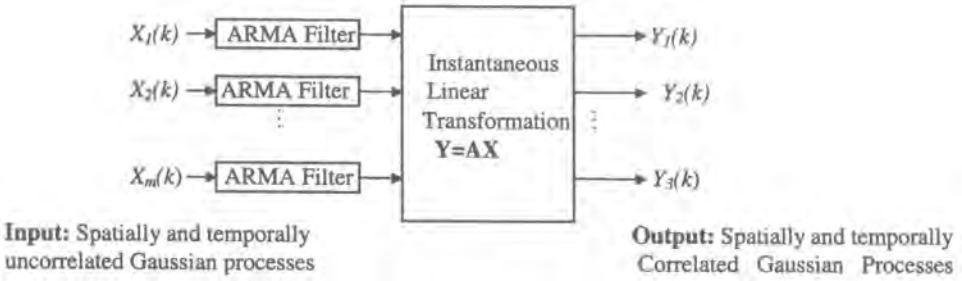 X1(k) ARMA Filter Y1(k)
X2(k) ARMA Filter Y2(k)
Instantaneous
Linear
Transformation
Y=AX
Xm(k) ARMA Filter Y3(k)
Input: Spatially and temporally
uncorrelated Gaussian processes
Output: Spatially and temporally
Correlated Gaussian Processes